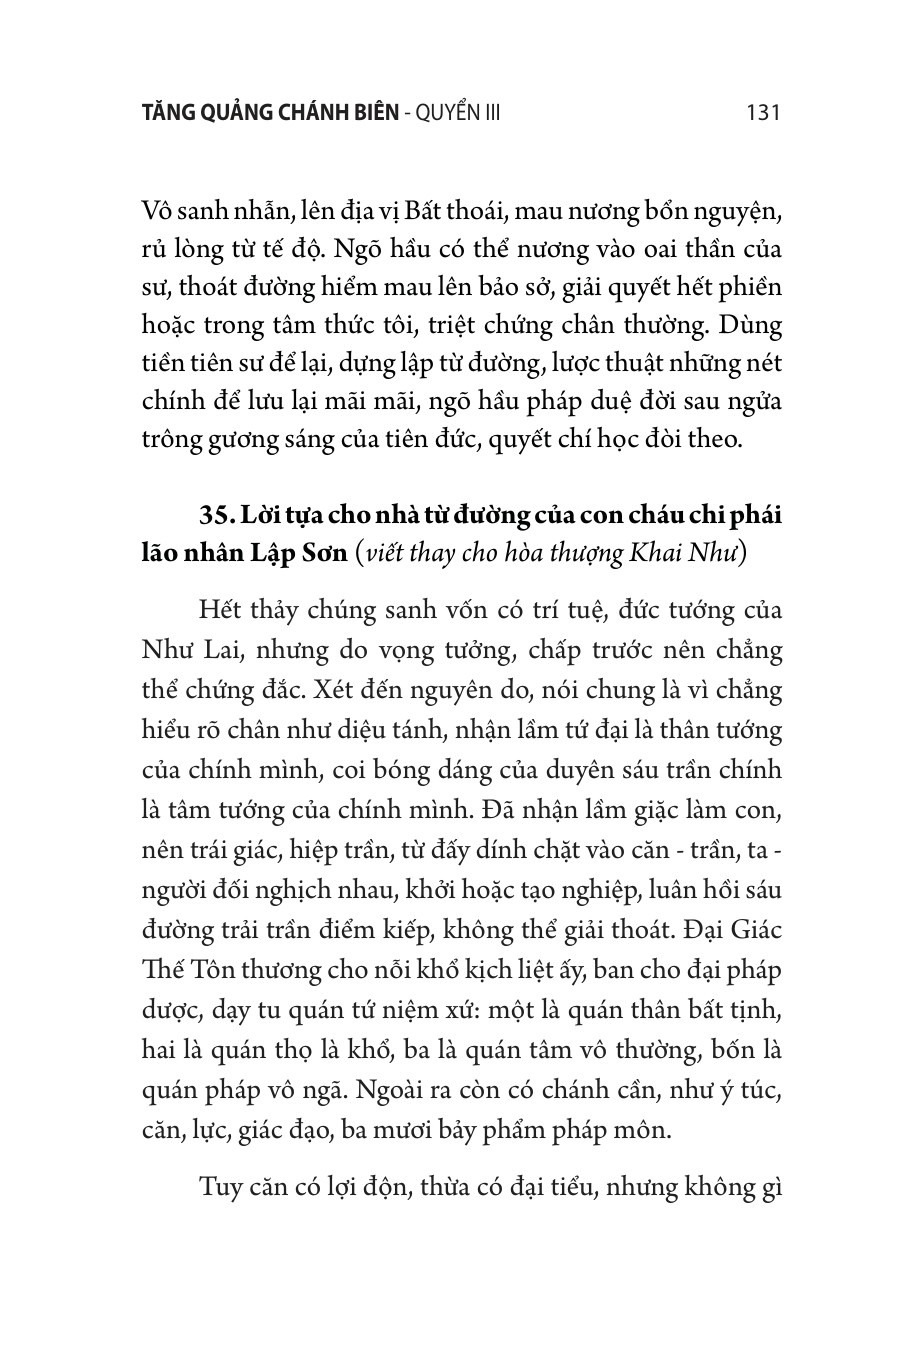 TĂNG QUẢNG CHÁNH BIÊN - QUYỂN III 131
Vô sanh nhẫn, lên địa vị Bất thoái, mau nương bổn nguyện,
rủ lòng từ tế độ. Ngõ hầu có thể nương vào oai thần của
sư, thoát đường hiểm mau lên bảo sở, giải quyết hết phiền
hoặc trong tâm thức tôi, triệt chứng chân thường. Dùng
tiền tiên sư để lại, dựng lập từ đường, lược thuật những nét
chính để lưu lại mãi mãi, ngõ hầu pháp duệ đời sau ngửa
trông gương sáng của tiên đức, quyết chí học đòi theo.
35. Lời tựa cho nhà từ đường của con cháu chi phái
lão nhân Lập Sơn (viết thay cho hòa thượng Khai Như)
Hết thảy chúng sanh vốn có trí tuệ, đức tướng của
Như Lai, nhưng do vọng tưởng, chấp trước nên chẳng
thể chứng đắc. Xét đến nguyên do, nói chung là vì chẳng
hiểu rõ chân như diệu tánh, nhận lầm tứ đại là thân tướng
của chính mình, coi bóng dáng của duyên sáu trần chính
là tâm tướng của chính mình. Đã nhận lầm giặc làm con,
nên trái giác, hiệp trần, từ đấy dính chặt vào căn - trần, ta -
người đối nghịch nhau, khởi hoặc tạo nghiệp, luân hồi sáu
đường trải trần điểm kiếp, không thể giải thoát. Đại Giác
Thế Tôn thương cho nỗi khổ kịch liệt ấy, ban cho đại pháp
dược, dạy tu quán tứ niệm xứ: một là quán thân bất tịnh,
hai là quán thọ là khổ, ba là quán tâm vô thường, bốn là
quán pháp vô ngã. Ngoài ra còn có chánh cần, như ý túc,
căn, lực, giác đạo, ba mươi bảy phẩm pháp môn.
Tuy căn có lợi độn, thừa có đại tiểu, nhưng không gì